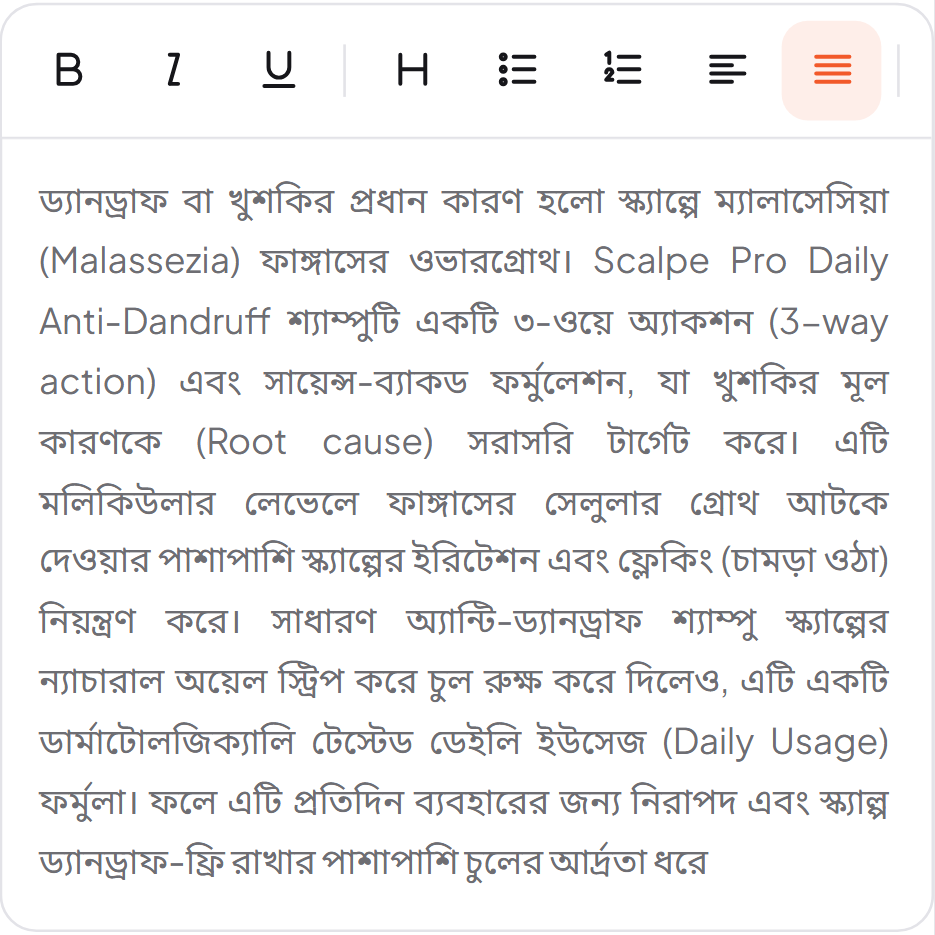 B I U H
ড্যানড্রাফ বা খুশকির প্রধান কারণ হলো স্ক্যাল্পে ম্যালাসেসিয়া
(Malassezia) ফাঙ্গাসের ওভারগ্রোথ। Scalpe Pro Daily
Anti-Dandruff শ্যাম্পুটি একটি ৩-ওয়ে অ্যাকশন (3–way
action) এবং সায়েন্স-ব্যাকড ফর্মুলেশন, যা খুশকির মূল
কারণকে (Root cause) সরাসরি টার্গেট করে। এটি
মলিকিউলার লেভেলে ফাঙ্গাসের সেলুলার গ্রোথ আটকে
দেওয়ার পাশাপাশি স্ক্যাল্পের ইরিটেশন এবং ফ্লেকিং (চামড়া ওঠা)
নিয়ন্ত্রণ করে। সাধারণ অ্যান্টি-ড্যানড্রাফ শ্যাম্পু স্ক্যাল্পের
ন্যাচারাল অয়েল স্ট্রিপ করে চুল রুক্ষ করে দিলেও, এটি একটি
ডার্মাটোলজিক্যালি টেস্টেড ডেইলি ইউসেজ (Daily Usage)
ফর্মুলা। ফলে এটি প্রতিদিন ব্যবহারের জন্য নিরাপদ এবং স্ক্যাল্প
ড্যানড্রাফ-ফ্রি রাখার পাশাপাশি চুলের আর্দ্রতা ধরে